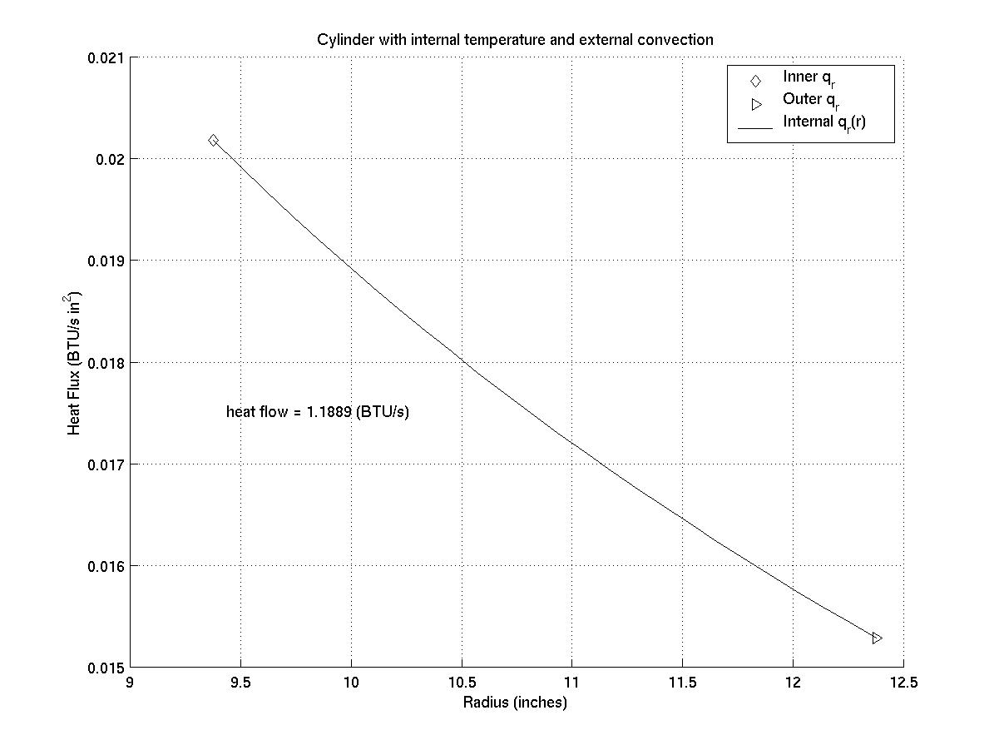 Cylinder with internal temperature and external convection
0.021
0.02
0.019
0.018
0.017
0.016
0.015
Heat Flux (BTU/s in²)
Inner qᵣ
Outer qᵣ
Internal qᵣ(r)
heat flow = 1.1889 (BTU/s)
9 9.5 10 10.5 11 11.5 12 12.5
Radius (inches)